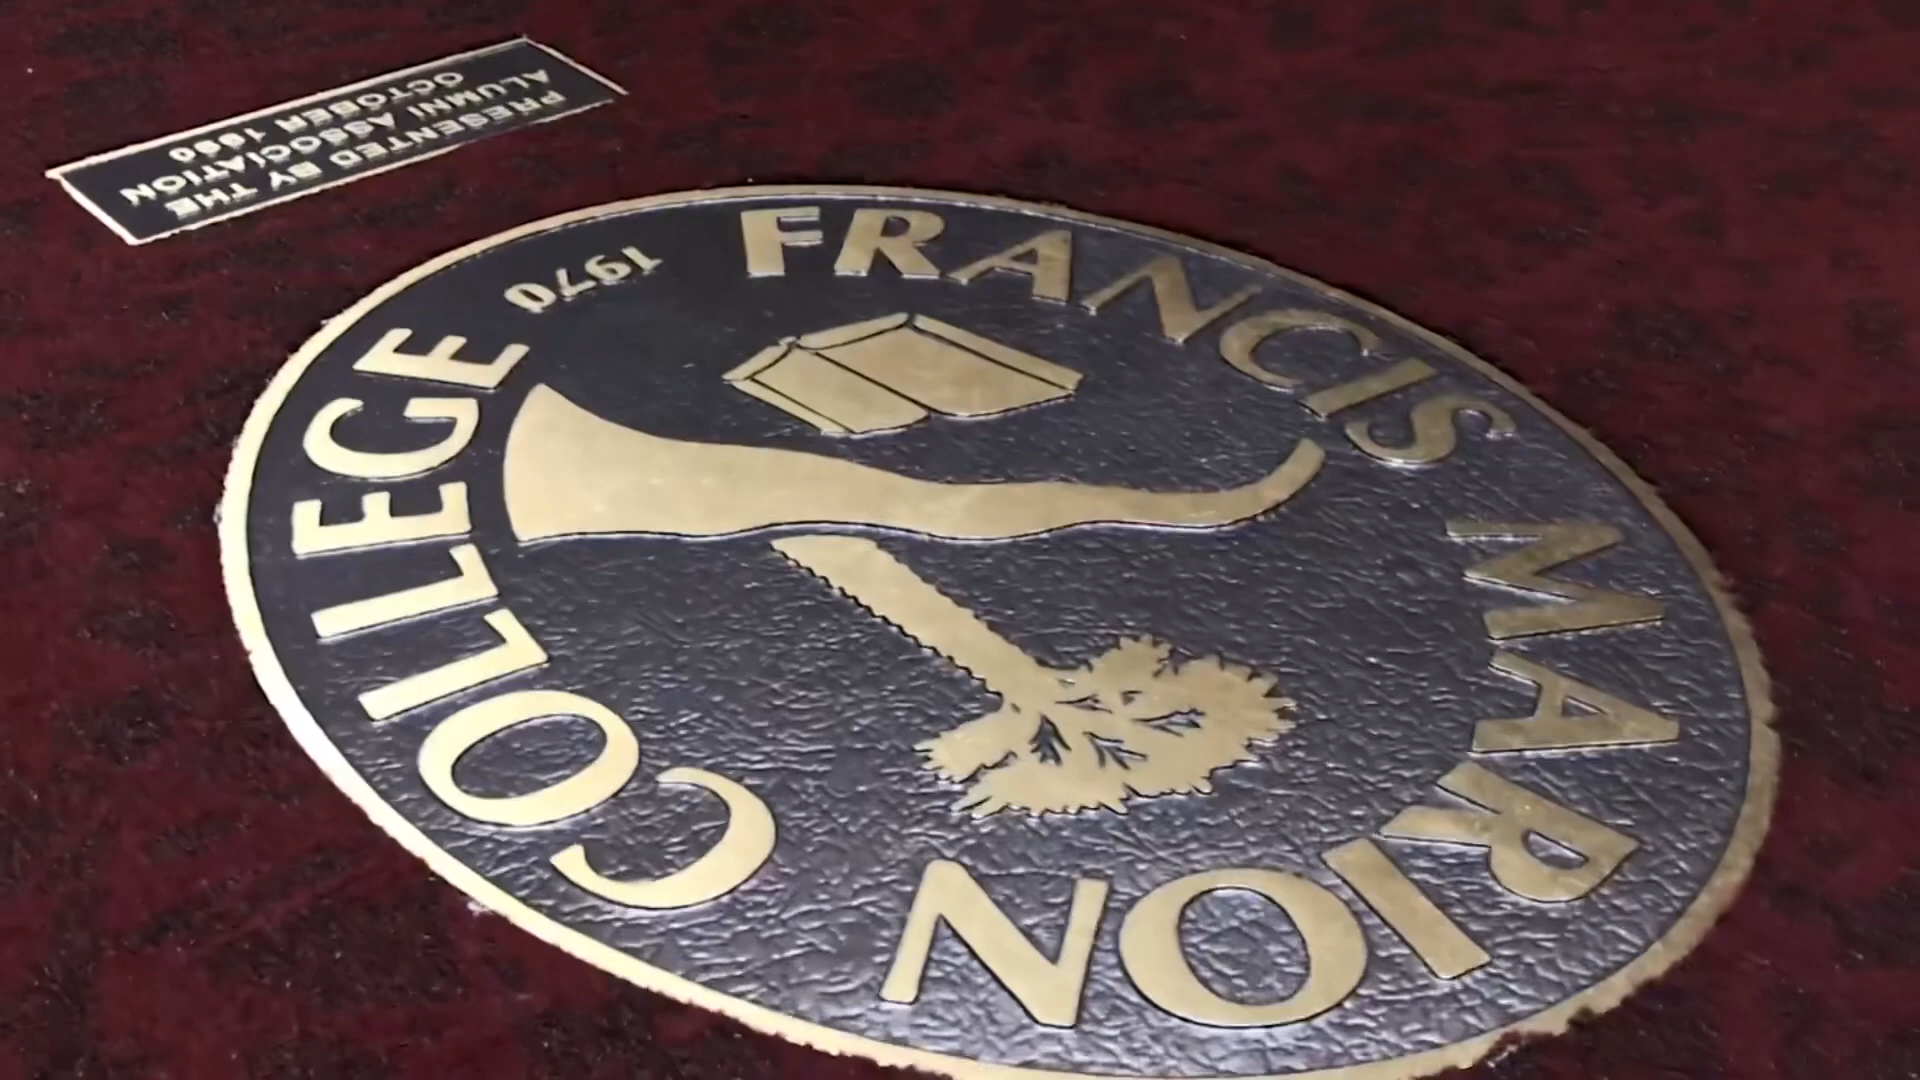 FRANCIS MARION COLLEGE
1970
PRESENTED BY THE
ALUMNI ASSOCIATION
OCTOBER